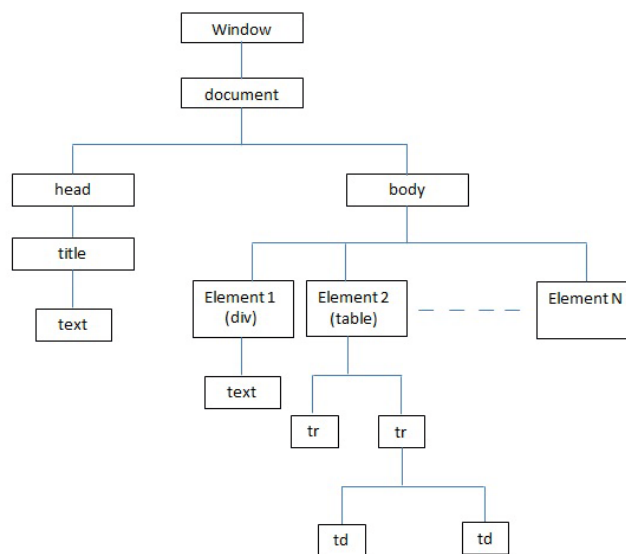 Window
document
head
body
title
text
Element 1
(div)
Element 2
(table)
Element N
text
tr
tr
td
td